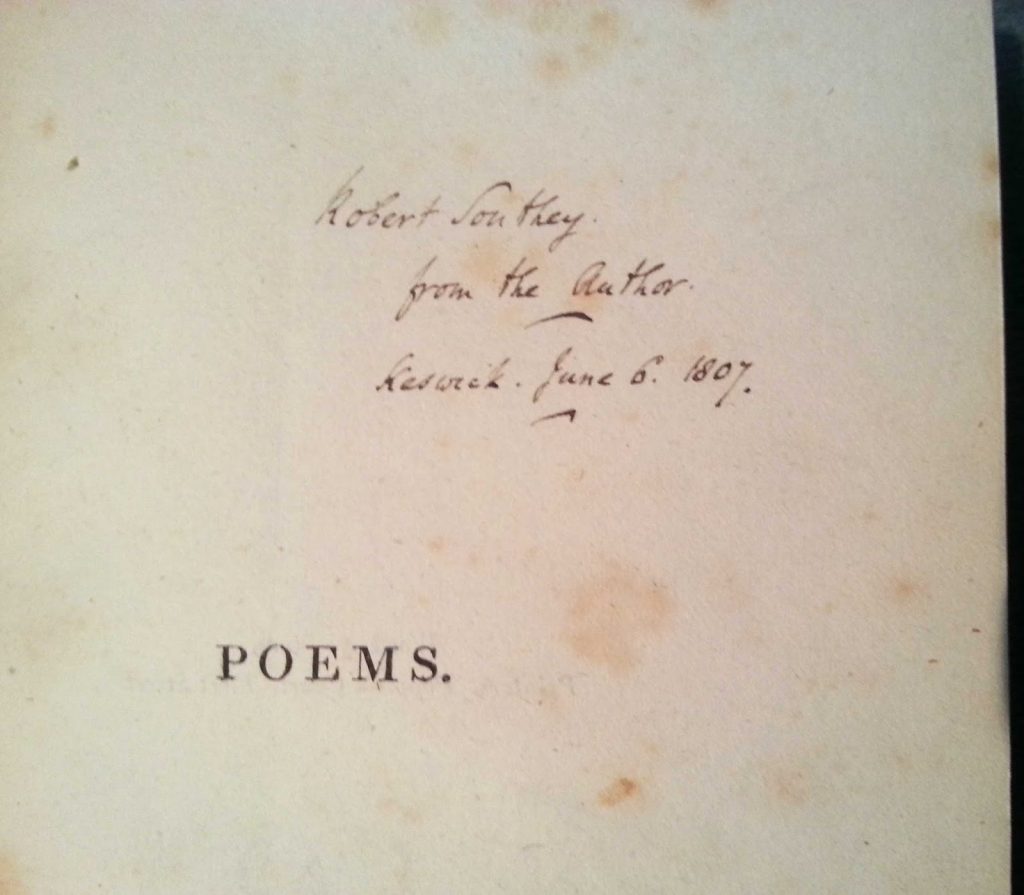 Robert Southey.
from the Author.
Keswick. June 6. 1807.
POEMS.